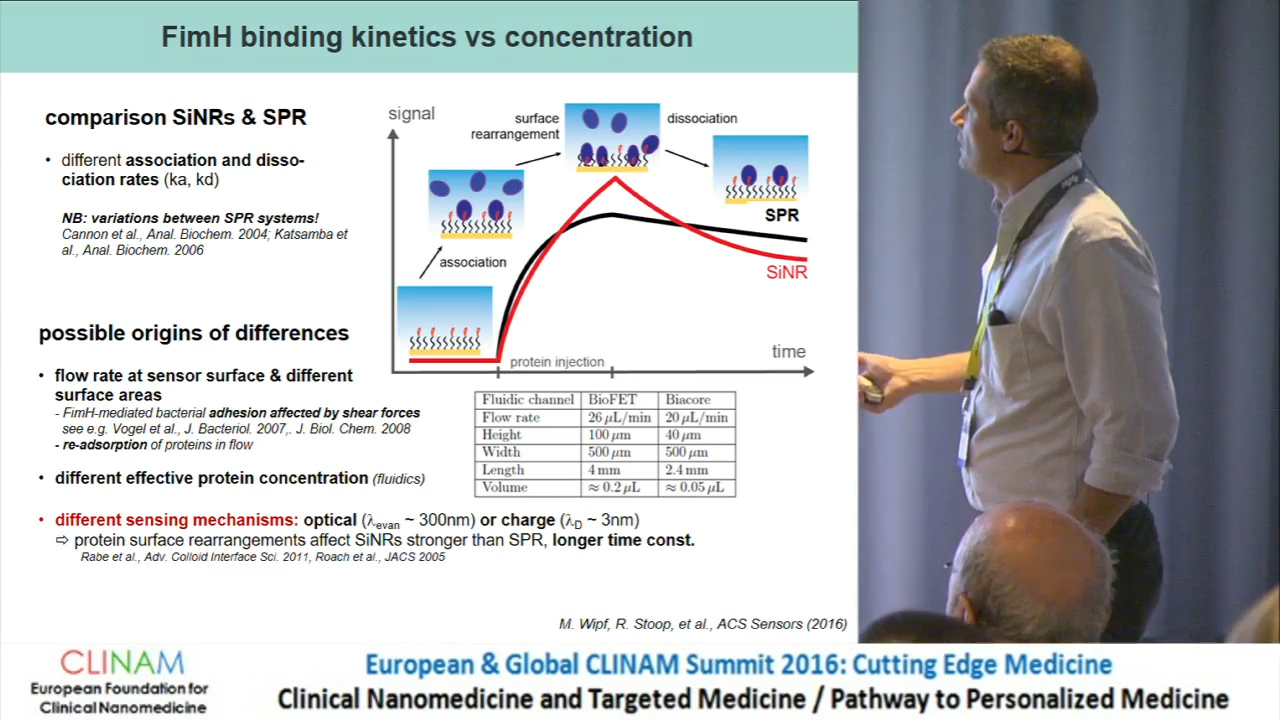 FimH binding kinetics vs concentration
comparison SiNRs & SPR
• different association and disso-
ciation rates (ka, kd)
NB: variations between SPR systems!
Cannon et al., Anal. Biochem. 2004; Katsamba et
al., Anal. Biochem. 2006
possible origins of differences
• flow rate at sensor surface & different
surface areas
- FimH-mediated bacterial adhesion affected by shear forces
see e.g. Vogel et al., J. Bacteriol. 2007,. J. Biol. Chem. 2008
- re-adsorption of proteins in flow
• different effective protein concentration (fluidics)
• different sensing mechanisms: optical (λevan ~ 300nm) or charge (λD ~ 3nm)
⇨ protein surface rearrangements affect SiNRs stronger than SPR, longer time const.
Rabe et al., Adv. Colloid Interface Sci. 2011, Roach et al., JACS 2005
signal
surface
rearrangement
dissociation
association
SPR
SiNR
time
protein injection
Fluidic channel BioFET Biacore
Flow rate 26 μL/min 20 μL/min
Height 100 μm 40 μm
Width 500 μm 500 μm
Length 4 mm 2.4 mm
Volume ≈ 0.2 μL ≈ 0.05 μL
M. Wipf, R. Stoop, et al., ACS Sensors (2016)
CLINAM
European Foundation for
Clinical Nanomedicine
European & Global CLINAM Summit 2016: Cutting Edge Medicine
Clinical Nanomedicine and Targeted Medicine / Pathway to Personalized Medicine